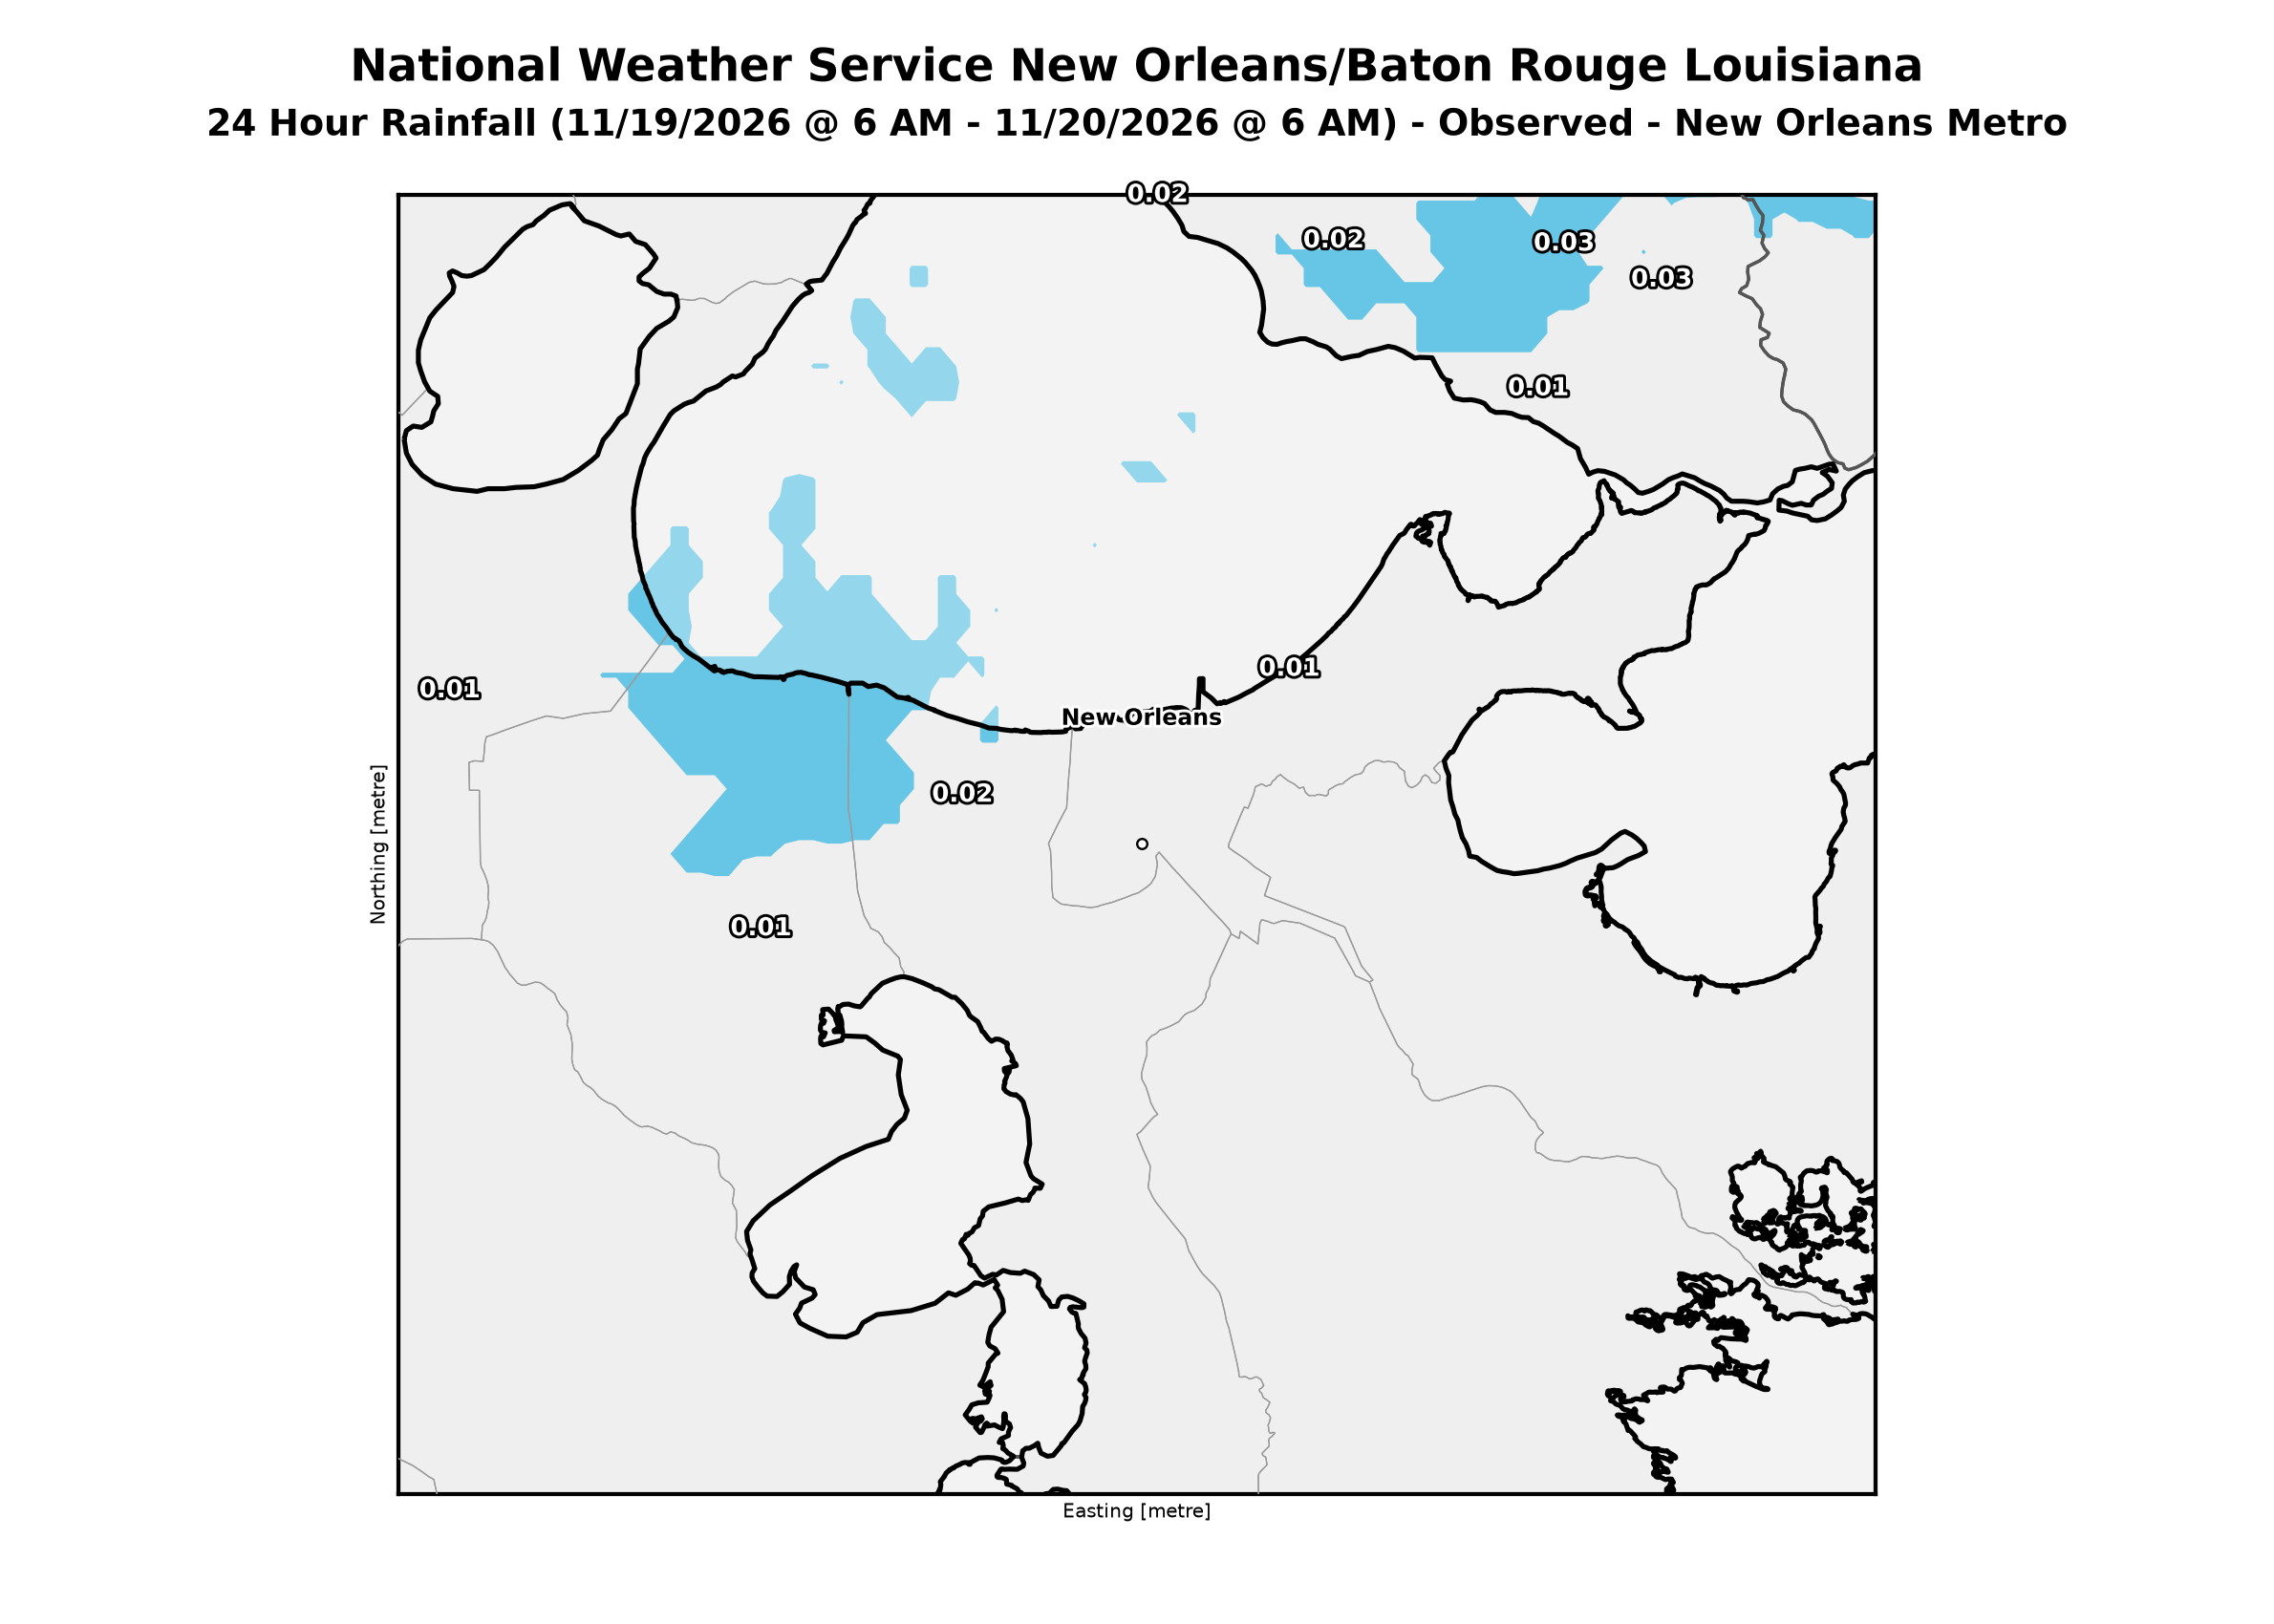 National Weather Service New Orleans/Baton Rouge Louisiana
24 Hour Rainfall (11/19/2026 @ 6 AM - 11/20/2026 @ 6 AM) - Observed - New Orleans Metro
0.02
0.02
0.03
0.03
0.01
0.01
0.01
New Orleans
0.02
0.01
Northing [metre]
Easting [metre]